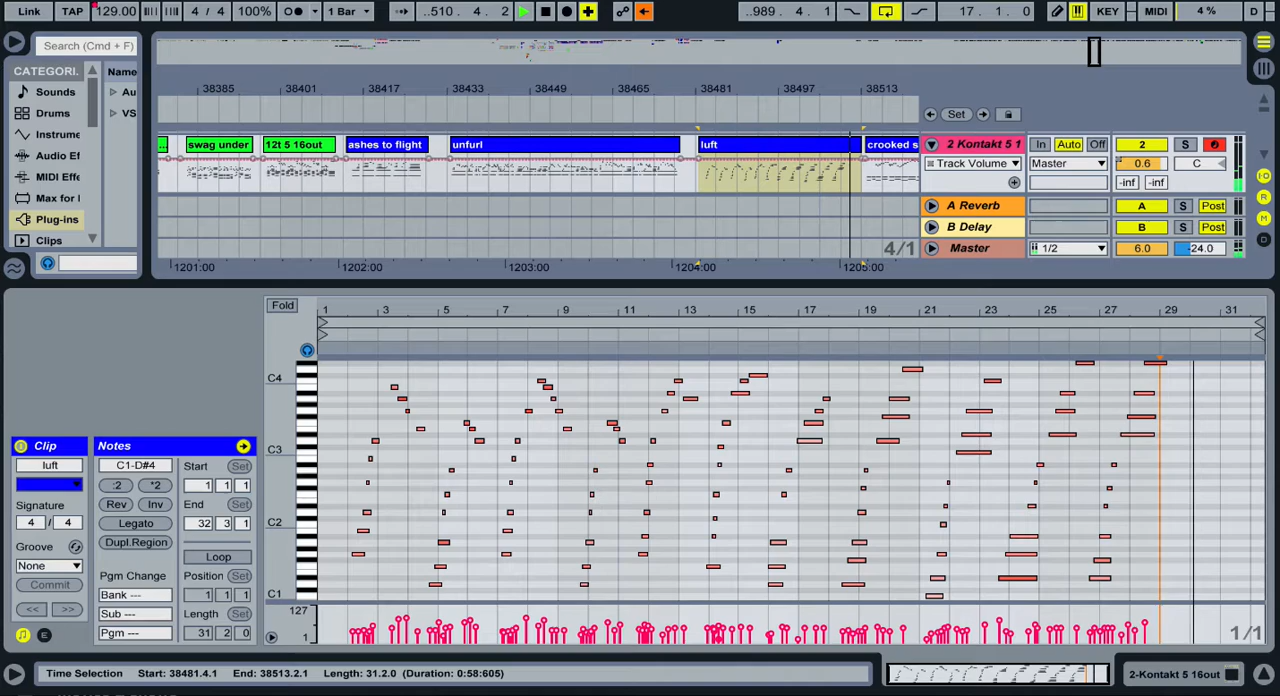 Link TAP 129.00 4 / 4 100% 1 Bar ..510. 4. 2 ..989. 4. 1 17. 1. 0 KEY MIDI 4 % D
Search (Cmd + F)
CATEGORI. Name
Sounds Au
Drums VS
Instrume
Audio Ef
MIDI Effe
Max for
Plug-ins
Clips
38385 38401 38417 38433 38449 38465 38481 38497 38513
Set
... swag under 12t 5 16out ashes to flight unfurl luft crooked s
2 Kontakt 5 1 In Auto Off 2 S
Track Volume Master 0.6 C
-inf -inf
A Reverb A S Post
B Delay B S Post
4/1 Master 1/2 6.0 -24.0
1201:00 1202:00 1203:00 1204:00 1205:00
I·O
R
M
D
Fold 1 3 5 7 9 11 13 15 17 19 21 23 25 27 29 31
C4
C3
C2
C1
127
1
1/1
Clip Notes
luft C1-D#4 Start Set
:2 *2 1 1 1
Signature Rev Inv End Set
4 / 4 Legato 32 3 1
Groove Dupl.Region Loop
None Pgm Change Position Set
Commit Bank --- 1 1 1
<< >> Sub --- Length Set
E Pgm --- 31 2 0
Time Selection Start: 38481.4.1 End: 38513.2.1 Length: 31.2.0 (Duration: 0:58:605)
2-Kontakt 5 16out